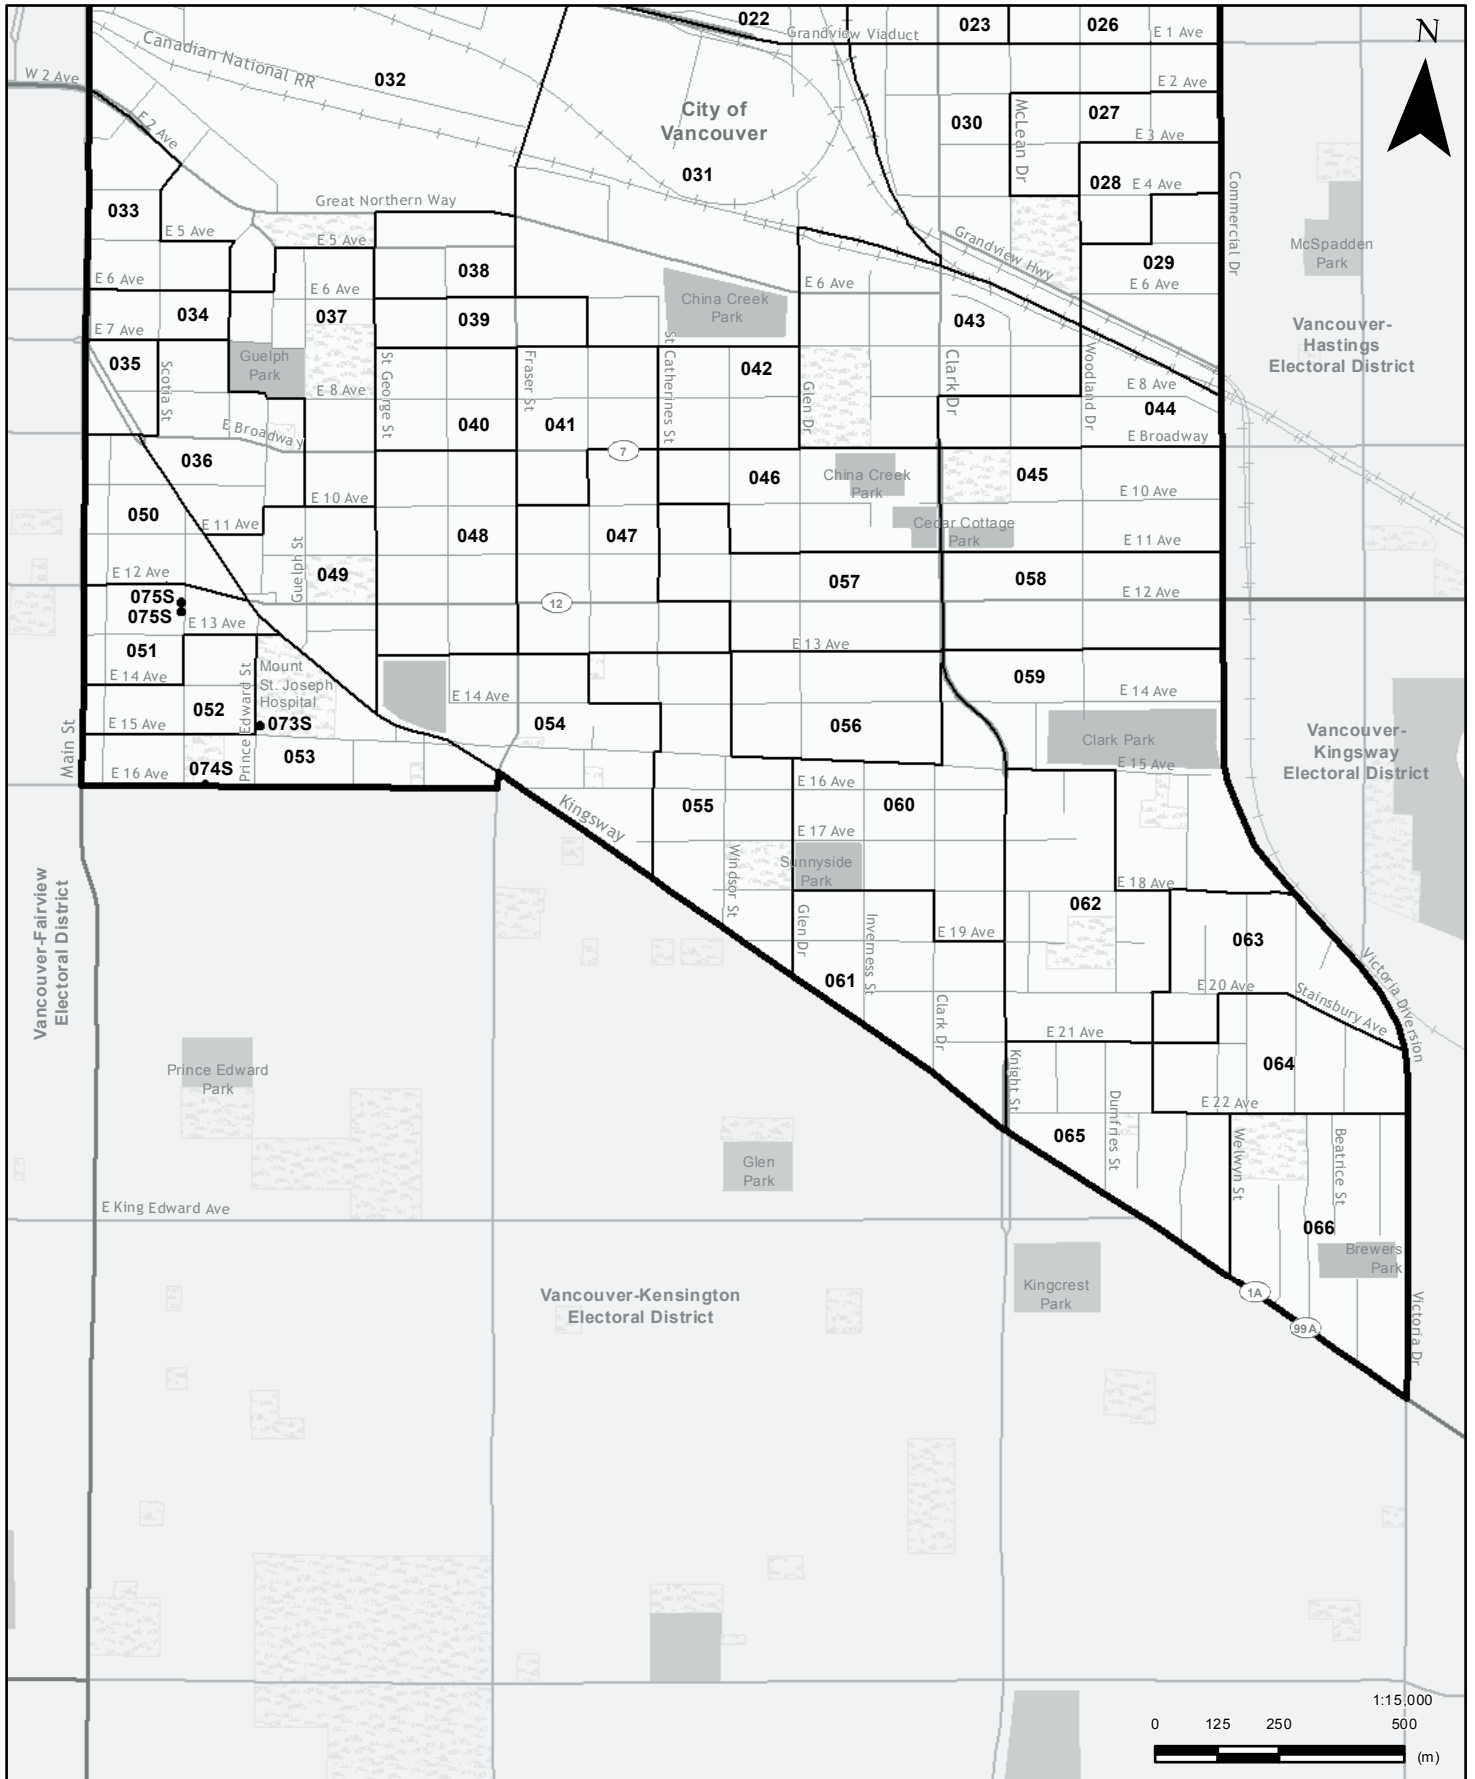 022
023
026
Grandview Viaduct
E 1 Ave
N
Canadian National RR
032
W 2 Ave
E 2 Ave
E 2 Ave
City of
Vancouver
030
McLean Dr
027
E 3 Ave
031
028
E 4 Ave
Commercial Dr
033
Great Northern Way
E 5 Ave
E 5 Ave
McSpadden
Park
Grandview Hwy
029
E 6 Ave
E 6 Ave
E 6 Ave
E 6 Ave
038
034
037
039
China Creek
Park
043
E 7 Ave
Vancouver-
Hastings
Electoral District
035
Scotia St
Guelph
Park
E 8 Ave
St George St
Fraser St
St Catherines St
042
Glen Dr
Clark Dr
Woodland Dr
E 8 Ave
044
E Broadway
040
041
E Broadway
036
7
046
China Creek
Park
045
E 10 Ave
E 10 Ave
050
E 11 Ave
048
047
Cedar Cottage
Park
E 11 Ave
Guelph St
049
E 12 Ave
057
058
E 12 Ave
075S
075S
12
E 13 Ave
E 13 Ave
051
E 14 Ave
Mount
St. Joseph
Hospital
Prince Edward St
059
E 14 Ave
E 14 Ave
052
073S
054
056
E 15 Ave
Main St
053
074S
E 16 Ave
Clark Park
E 15 Ave
Vancouver-
Kingsway
Electoral District
E 16 Ave
055
060
Kingsway
E 17 Ave
Windsor St
Sunnyside
Park
E 18 Ave
Vancouver-Fairview
Electoral District
062
Glen Dr
Inverness St
E 19 Ave
063
061
E 20 Ave
Stainsbury Ave
Victoria Diversion
Clark Dr
E 21 Ave
Knight St
064
Prince Edward
Park
Dumfries St
E 22 Ave
065
Welwyn St
Beatrice St
Glen
Park
E King Edward Ave
066
Brewers
Park
Kingcrest
Park
Vancouver-Kensington
Electoral District
1A
99A
Victoria Dr
1:15,000
0 125 250 500
(m)